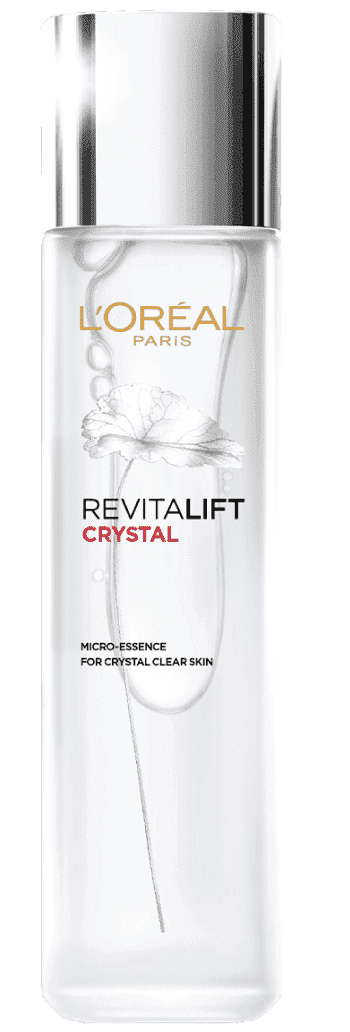 L'ORÉAL
PARIS
REVITALIFT
CRYSTAL
MICRO-ESSENCE
FOR CRYSTAL CLEAR SKIN